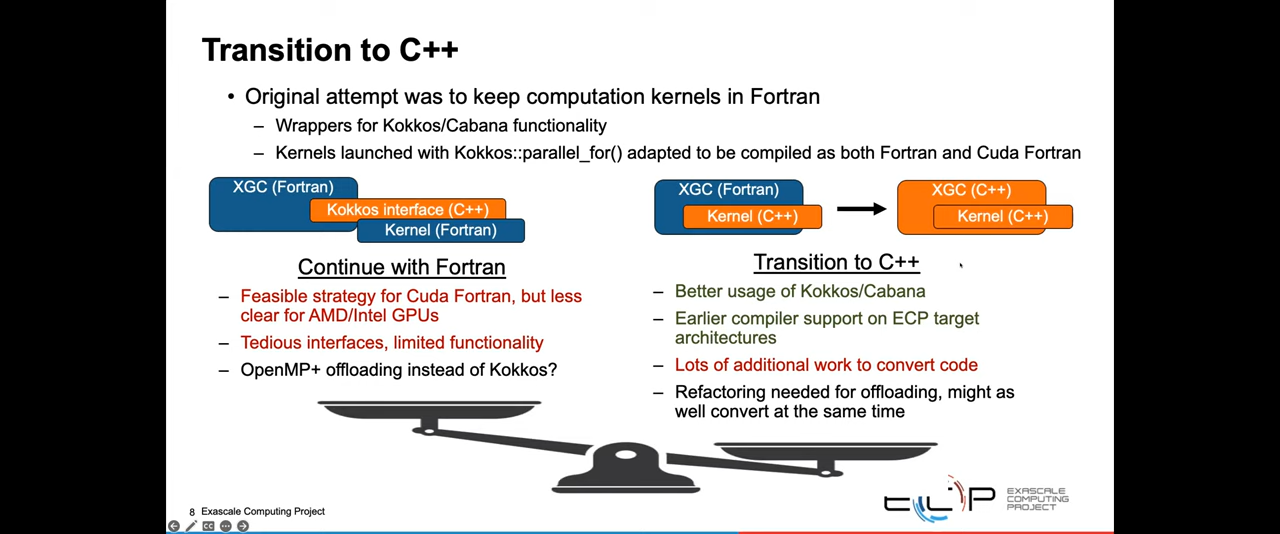 Transition to C++
• Original attempt was to keep computation kernels in Fortran
– Wrappers for Kokkos/Cabana functionality
– Kernels launched with Kokkos::parallel_for() adapted to be compiled as both Fortran and Cuda Fortran
XGC (Fortran)
Kokkos interface (C++)
Kernel (Fortran)
XGC (Fortran)
Kernel (C++)
XGC (C++)
Kernel (C++)
Continue with Fortran
– Feasible strategy for Cuda Fortran, but less
clear for AMD/Intel GPUs
– Tedious interfaces, limited functionality
– OpenMP+ offloading instead of Kokkos?
Transition to C++
– Better usage of Kokkos/Cabana
– Earlier compiler support on ECP target
architectures
– Lots of additional work to convert code
– Refactoring needed for offloading, might as
well convert at the same time
8 Exascale Computing Project
ECP
EXASCALE
COMPUTING
PROJECT
CC